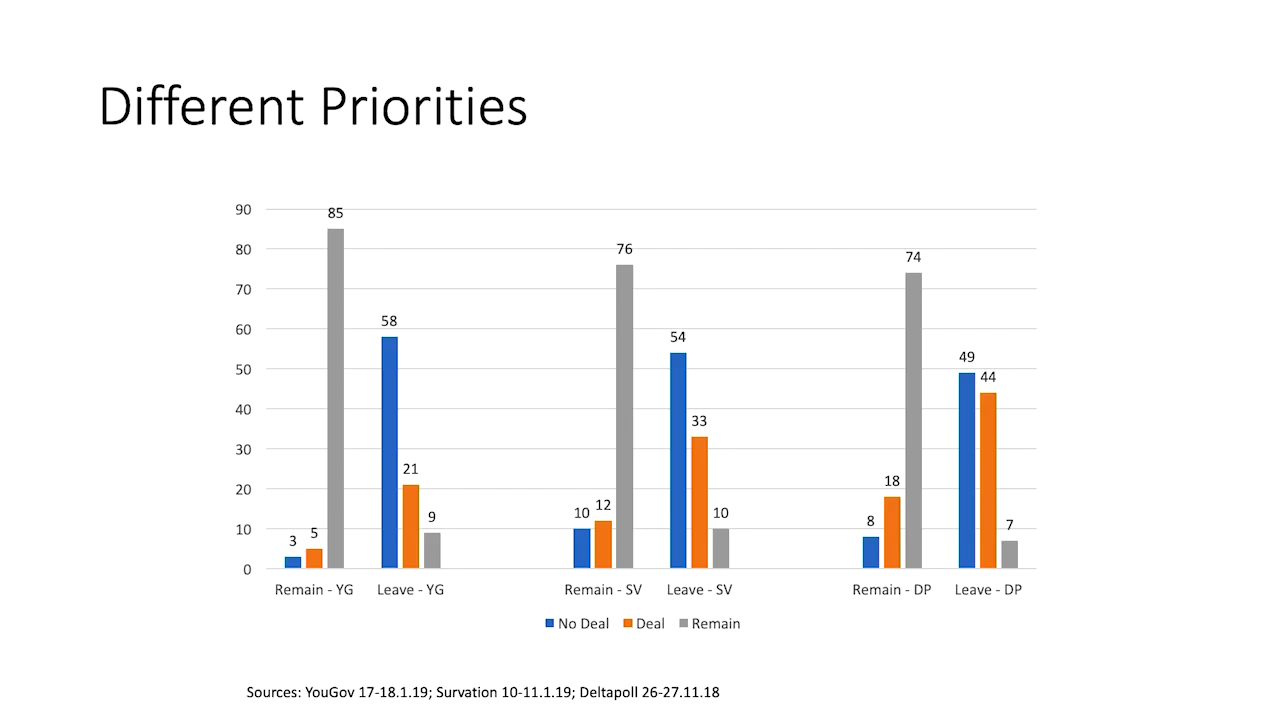 Different Priorities
90
80
70
60
50
40
30
20
10
0
3 5 85
58 21 9
10 12 76
54 33 10
8 18 74
49 44 7
Remain - YG Leave - YG Remain - SV Leave - SV Remain - DP Leave - DP
No Deal Deal Remain
Sources: YouGov 17-18.1.19; Survation 10-11.1.19; Deltapoll 26-27.11.18